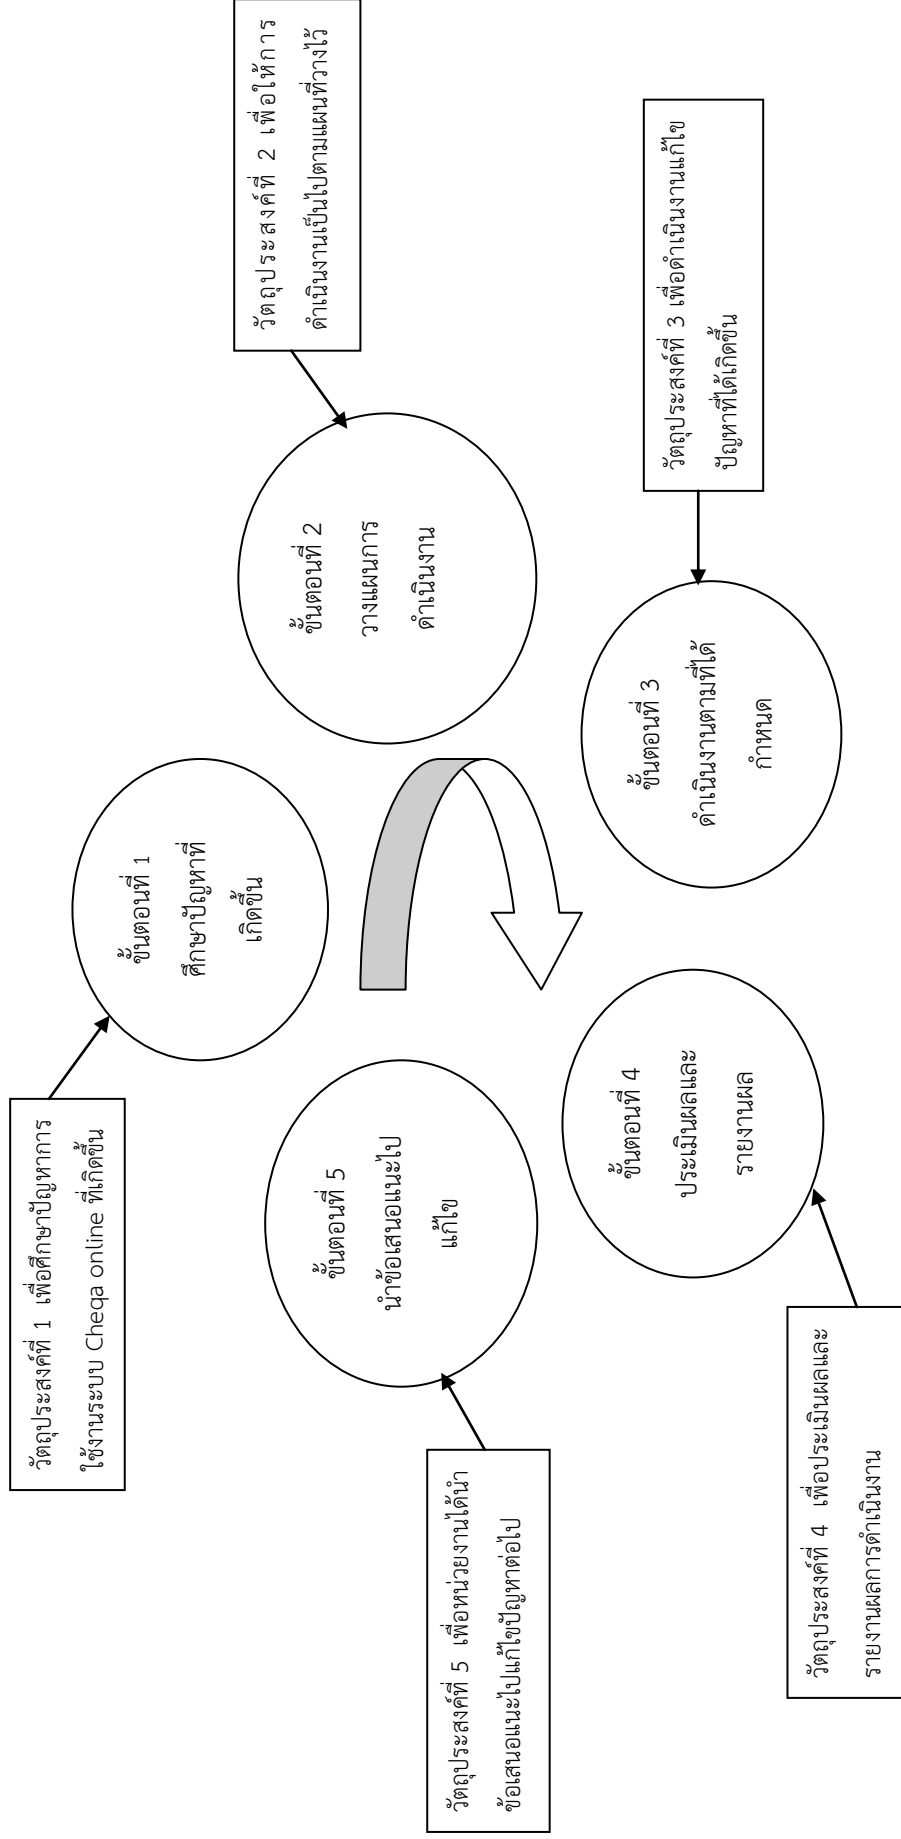 วัตถุประสงค์ที่ 1 เพื่อศึกษาปัญหาการ
ใช้งานระบบ Cheqa online ที่เกิดขึ้น
ขั้นตอนที่ 1
ศึกษาปัญหาที่
เกิดขึ้น
วัตถุประสงค์ที่ 2 เพื่อให้การ
ดำเนินงานเป็นไปตามแผนที่วางไว้
ขั้นตอนที่ 2
วางแผนการ
ดำเนินงาน
วัตถุประสงค์ที่ 3 เพื่อดำเนินงานแก้ไข
ปัญหาที่ได้เกิดขึ้น
ขั้นตอนที่ 3
ดำเนินงานตามที่ได้
กำหนด
ขั้นตอนที่ 4
ประเมินผลและ
รายงานผล
วัตถุประสงค์ที่ 4 เพื่อประเมินผลและ
รายงานผลการดำเนินงาน
ขั้นตอนที่ 5
นำข้อเสนอแนะไป
แก้ไข
วัตถุประสงค์ที่ 5 เพื่อหน่วยงานได้นำ
ข้อเสนอแนะไปแก้ไขปัญหาต่อไป